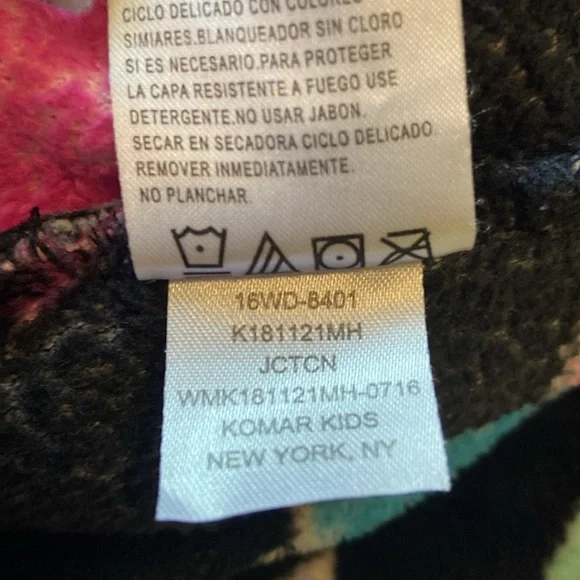 CICLO DELICADO CON COLORES
SIMIARES.BLANQUEADOR SIN CLORO
SI ES NECESARIO.PARA PROTEGER
LA CAPA RESISTENTE A FUEGO USE
DETERGENTE.NO USAR JABON.
SECAR EN SECADORA CICLO DELICADO.
REMOVER INMEDIATAMENTE.
NO PLANCHAR.
16WD-8401
K181121MH
JCTCN
WMK181121MH-0716
KOMAR KIDS
NEW YORK, NY